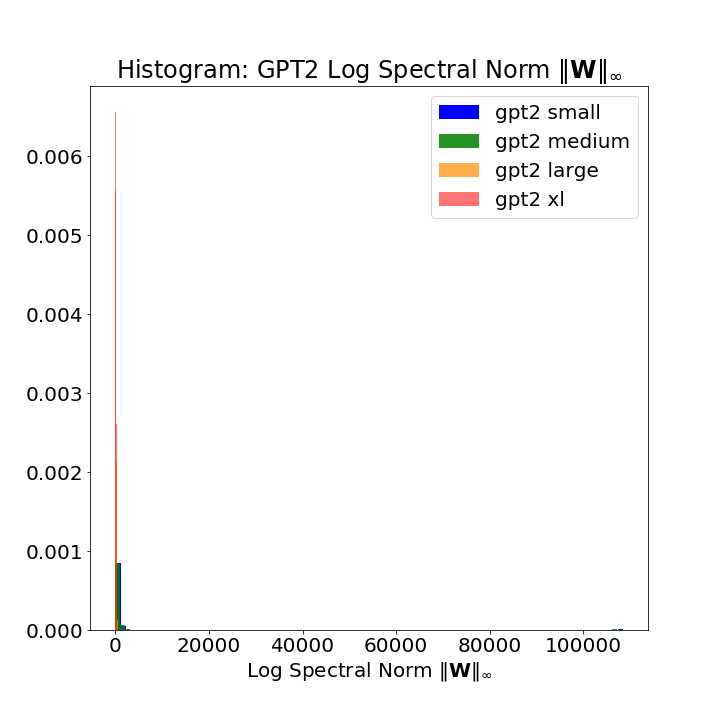 Histogram: GPT2 Log Spectral Norm ‖W‖∞
gpt2 small
gpt2 medium
gpt2 large
gpt2 xl
0.006
0.005
0.004
0.003
0.002
0.001
0.000
0 20000 40000 60000 80000 100000
Log Spectral Norm ‖W‖∞